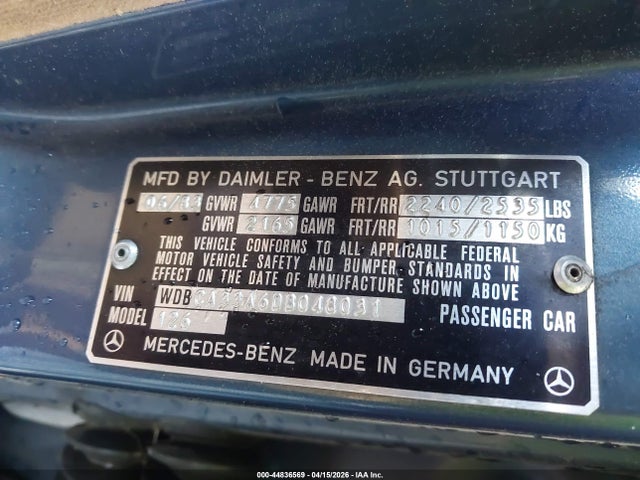 MFD BY DAIMLER - BENZ AG. STUTTGART
04/83 GVWR 4775 GAWR FRT/RR 2240/2535 LBS
GVWR 2165 GAWR FRT/RR 1015/1150 KG
THIS VEHICLE CONFORMS TO ALL APPLICABLE FEDERAL
MOTOR VEHICLE SAFETY AND BUMPER STANDARDS IN
EFFECT ON THE DATE OF MANUFACTURE SHOWN ABOVE
VIN WDBCA33A6DB040031
MODEL 126 PASSENGER CAR
MERCEDES-BENZ MADE IN GERMANY
000-44836569 - 04/15/2026 - IAA Inc.